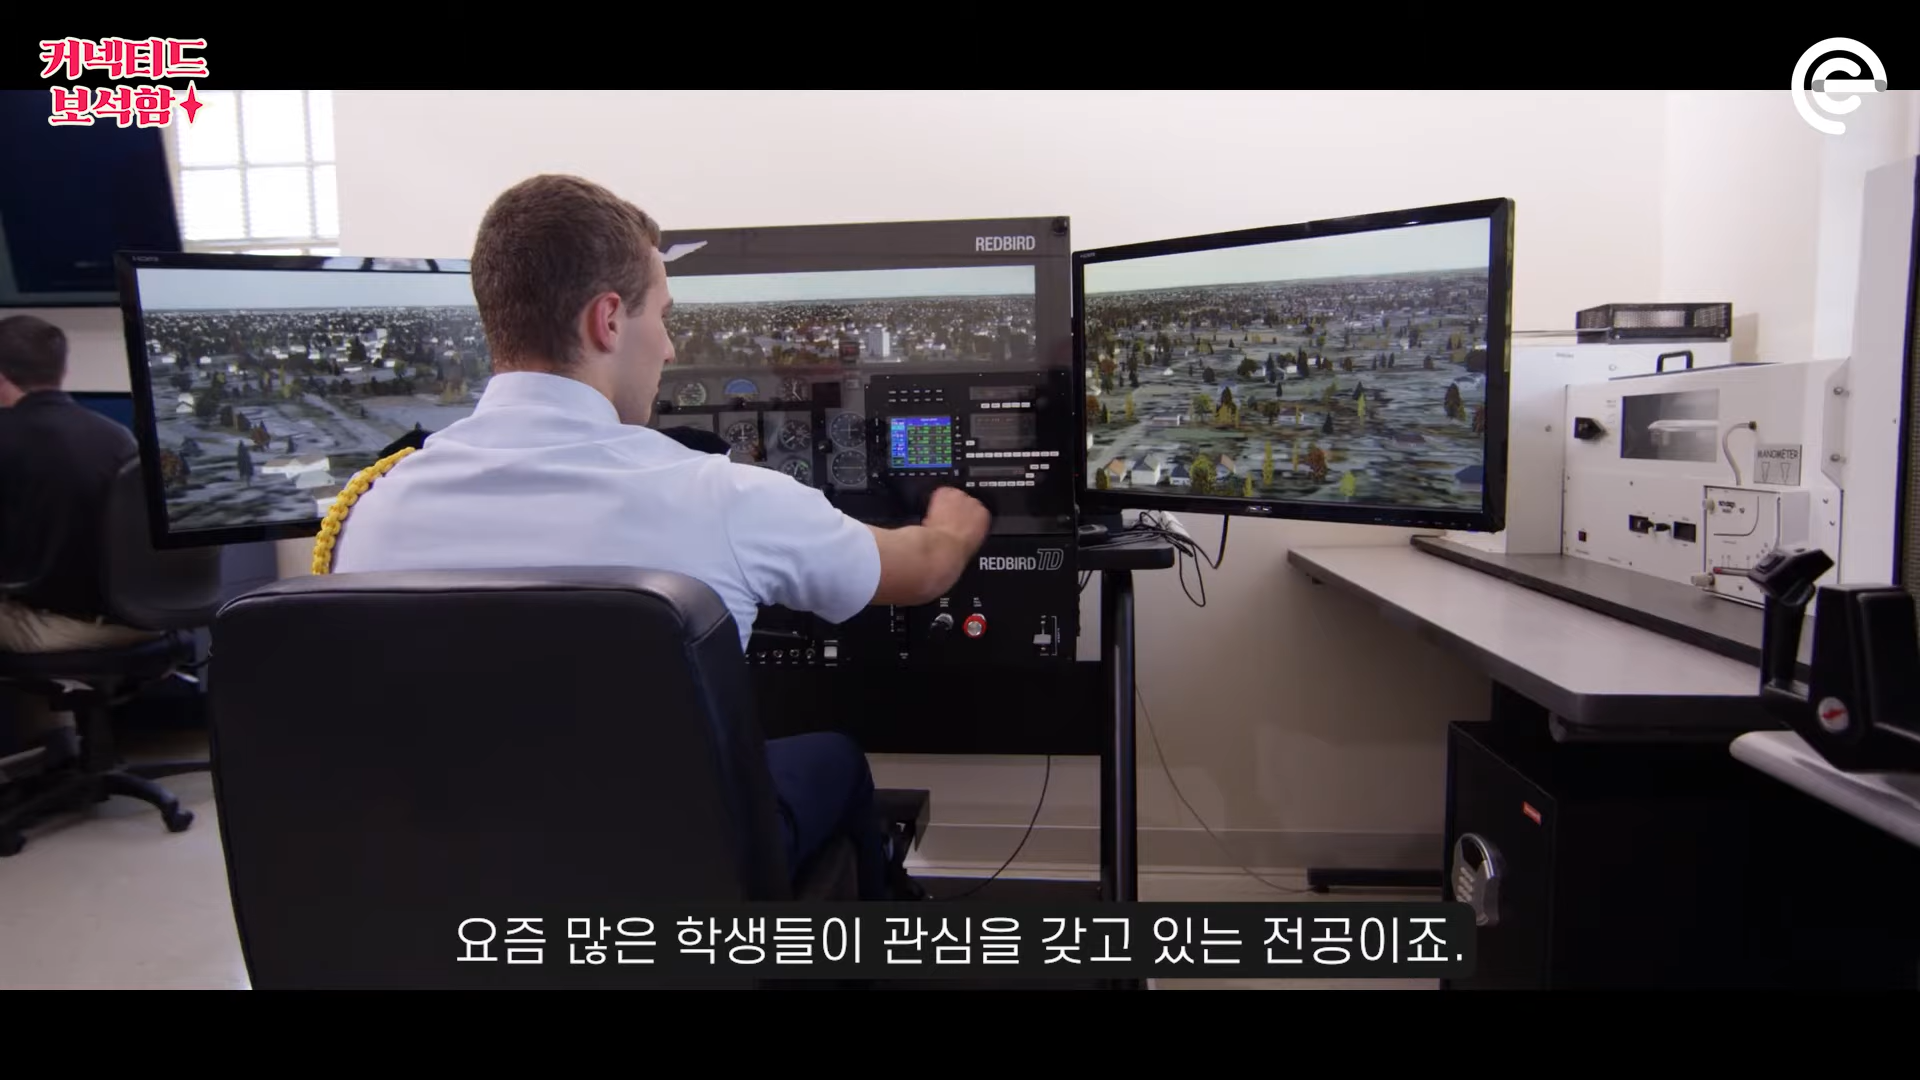 커넥티드
보석함
REDBIRD
MANOMETER
REDBIRD TD
요즘 많은 학생들이 관심을 갖고 있는 전공이죠.